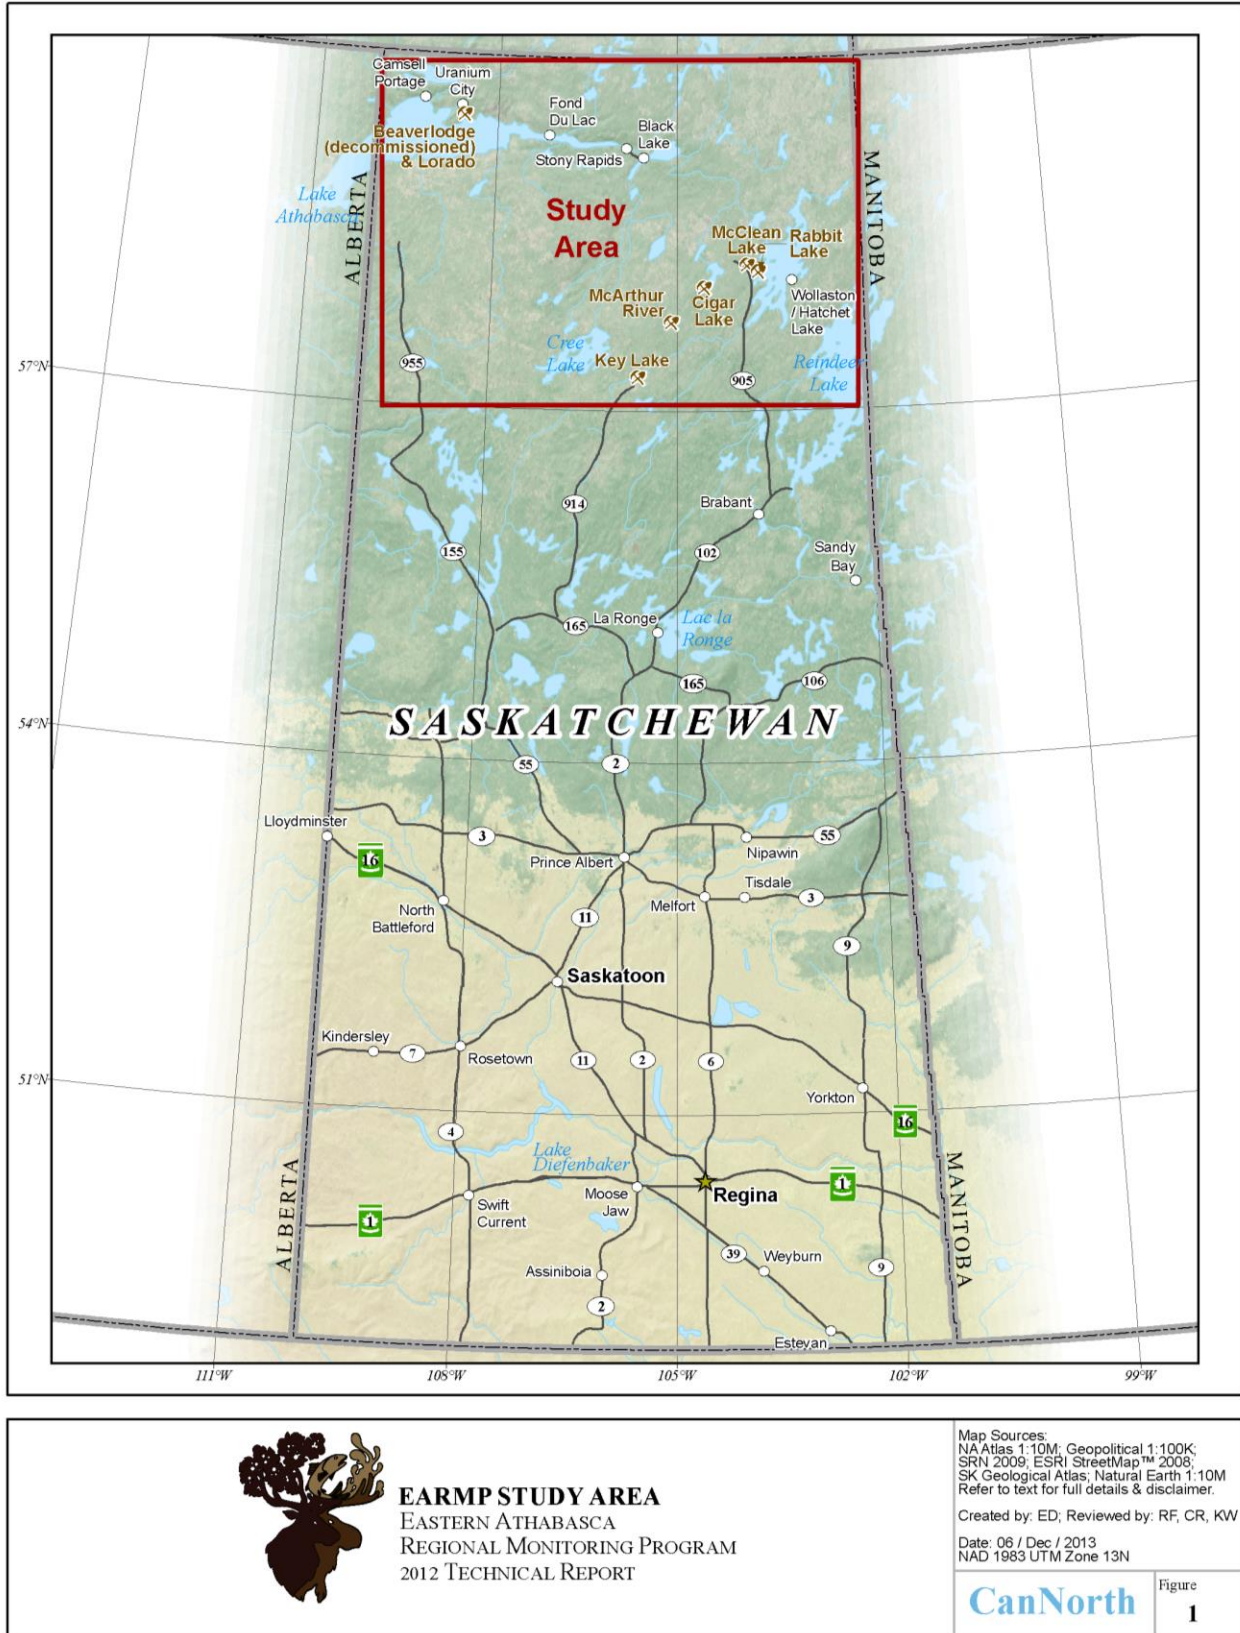 Camsell
Portage
Uranium
City
Beaverlodge
(decommissioned)
& Lorado
Fond
Du Lac
Black
Lake
Stony Rapids
Lake
Athabasca
ALBERTA
MANITOBA
Study
Area
McClean
Lake
Rabbit
Lake
McArthur
River
Cigar
Lake
Wollaston
/ Hatchet
Lake
Cree
Lake
Key Lake
Reindeer
Lake
57°N
955
905
914
Brabant
155
102
Sandy
Bay
La Ronge
Lac la
Ronge
165
165
106
54°N
SASKATCHEWAN
55
2
Lloydminster
3
55
16
Prince Albert
Nipawin
Tisdale
Melfort
3
North
Battleford
11
9
Saskatoon
Kindersley
7
Rosetown
11
2
6
51°N
Yorkton
16
4
Lake
Diefenbaker
ALBERTA
MANITOBA
Moose
Jaw
Regina
1
1
Swift
Current
39
Weyburn
9
Assiniboia
2
Estevan
111°W
108°W
105°W
102°W
99°W
EARMP STUDY AREA
EASTERN ATHABASCA
REGIONAL MONITORING PROGRAM
2012 TECHNICAL REPORT
Map Sources:
NA Atlas 1:10M; Geopolitical 1:100K;
SRN 2009; ESRI StreetMap™ 2008;
SK Geological Atlas; Natural Earth 1:10M
Refer to text for full details & disclaimer.
Created by: ED; Reviewed by: RF, CR, KW
Date: 06 / Dec / 2013
NAD 1983 UTM Zone 13N
CanNorth
Figure
1